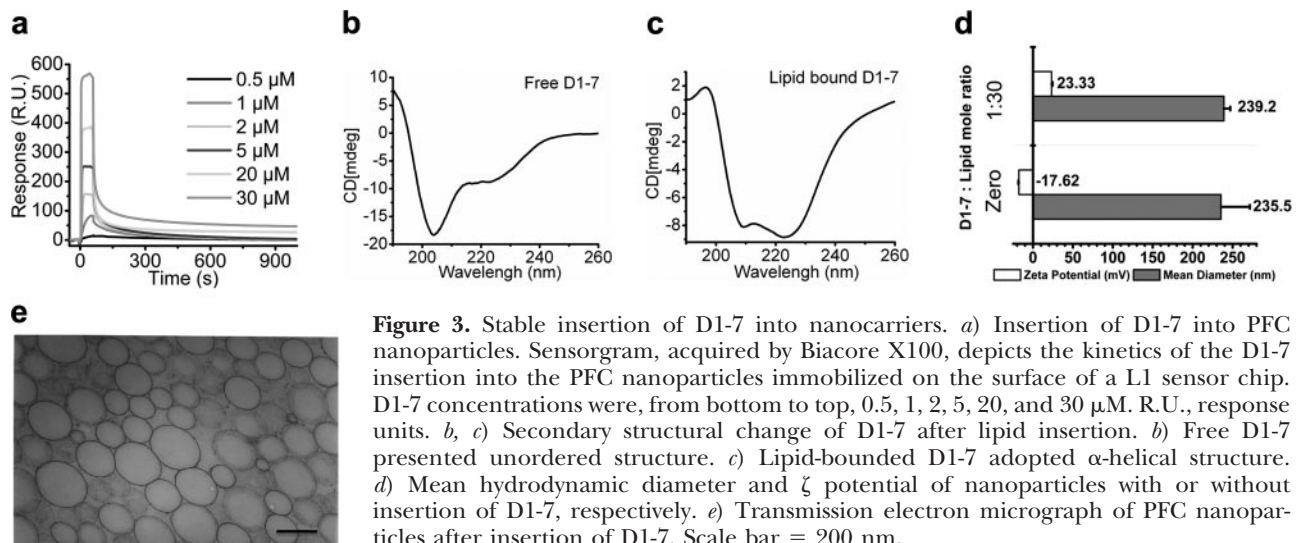 a
600
500
400
300
200
100
0
Response (R.U.)
0 300 600 900
Time (s)
0.5 µM
1 µM
2 µM
5 µM
20 µM
30 µM
b
10
5
0
-5
-10
-15
-20
CD[mdeg]
Free D1-7
200 210 220 230 240 250 260
Wavelengh (nm)
c
2
0
-2
-4
-6
-8
CD[mdeg]
Lipid bound D1-7
200 220 240 260
Wavelengh (nm)
d
D1-7 : Lipid mole ratio
1:30
Zero
23.33
239.2
-17.62
235.5
0 50 100 150 200 250
Zeta Potential (mV) Mean Diameter (nm)
e
Figure 3. Stable insertion of D1-7 into nanocarriers. a) Insertion of D1-7 into PFC
nanoparticles. Sensorgram, acquired by Biacore X100, depicts the kinetics of the D1-7
insertion into the PFC nanoparticles immobilized on the surface of a L1 sensor chip.
D1-7 concentrations were, from bottom to top, 0.5, 1, 2, 5, 20, and 30 µM. R.U., response
units. b, c) Secondary structural change of D1-7 after lipid insertion. b) Free D1-7
presented unordered structure. c) Lipid-bounded D1-7 adopted α-helical structure.
d) Mean hydrodynamic diameter and ζ potential of nanoparticles with or without
insertion of D1-7, respectively. e) Transmission electron micrograph of PFC nanopar-
ticles after insertion of D1-7. Scale bar = 200 nm.